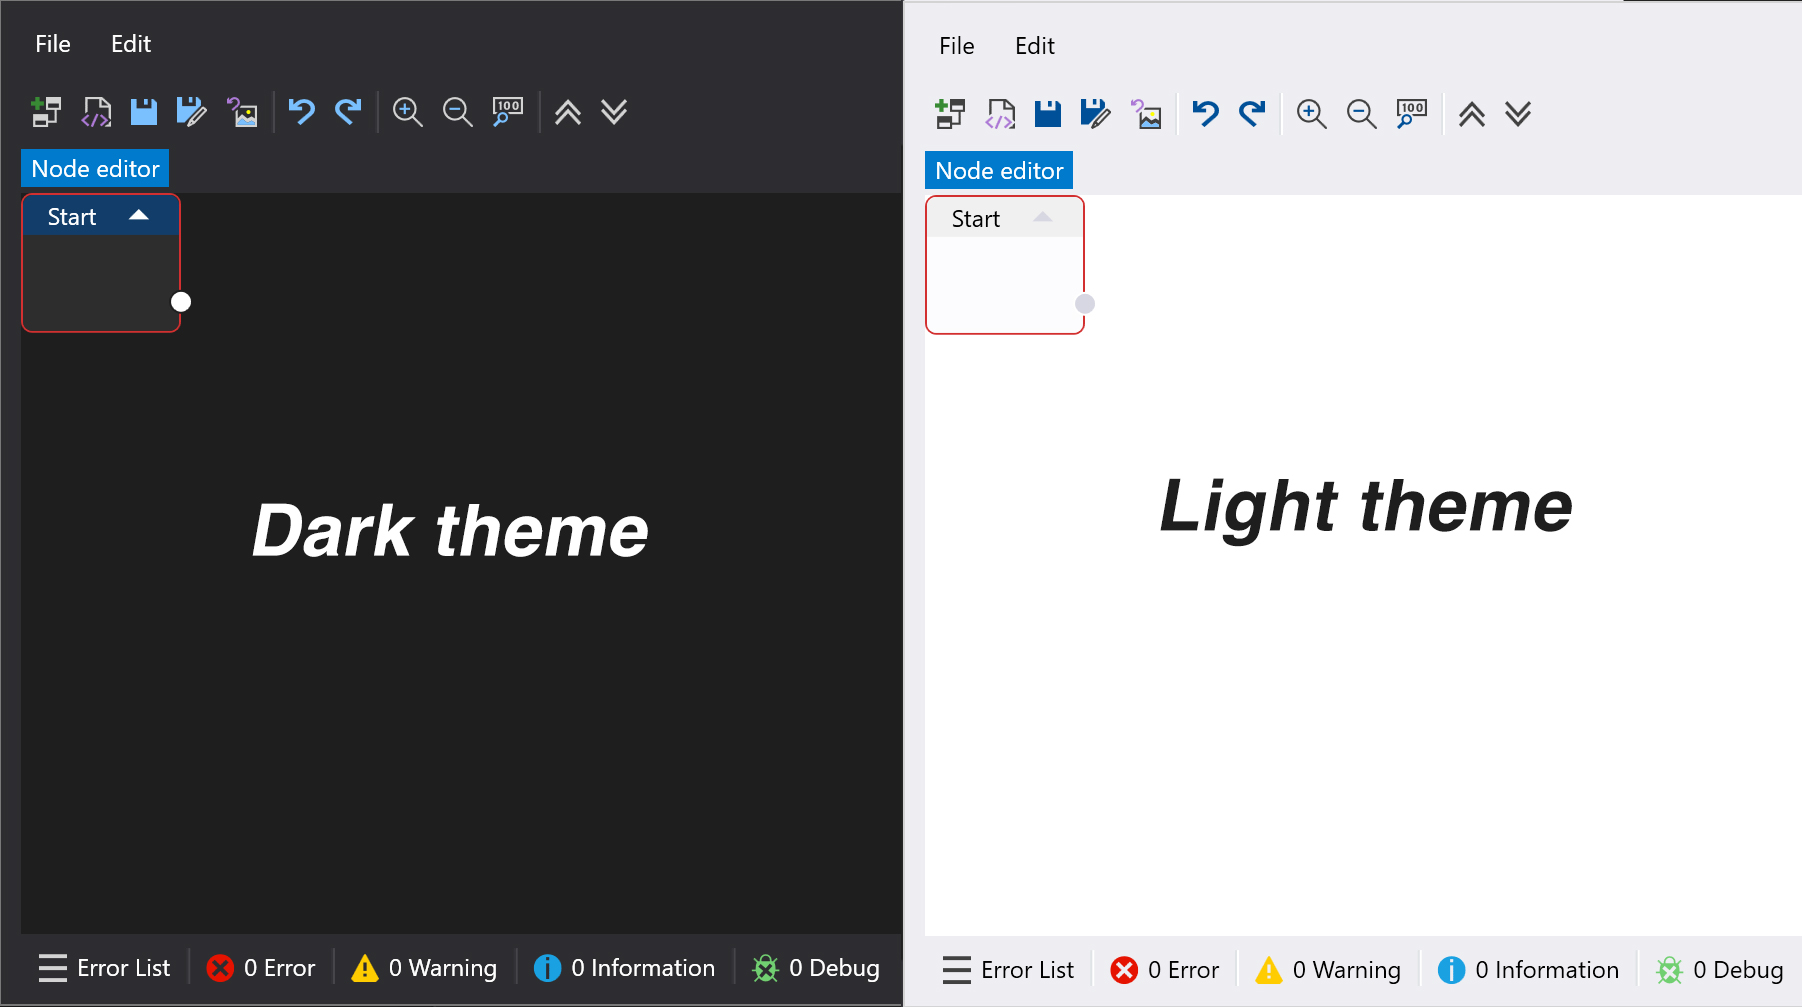 File Edit
100
Node editor
Start
Dark theme
Error List 0 Error 0 Warning 0 Information 0 Debug
File Edit
100
Node editor
Start
Light theme
Error List 0 Error 0 Warning 0 Information 0 Debug